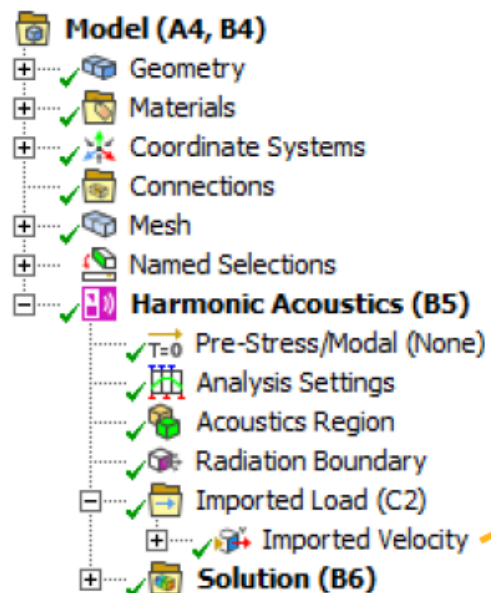 Model (A4, B4)
Geometry
Materials
Coordinate Systems
Connections
Mesh
Named Selections
Harmonic Acoustics (B5)
T=0 Pre-Stress/Modal (None)
Analysis Settings
Acoustics Region
Radiation Boundary
Imported Load (C2)
Imported Velocity
Solution (B6)